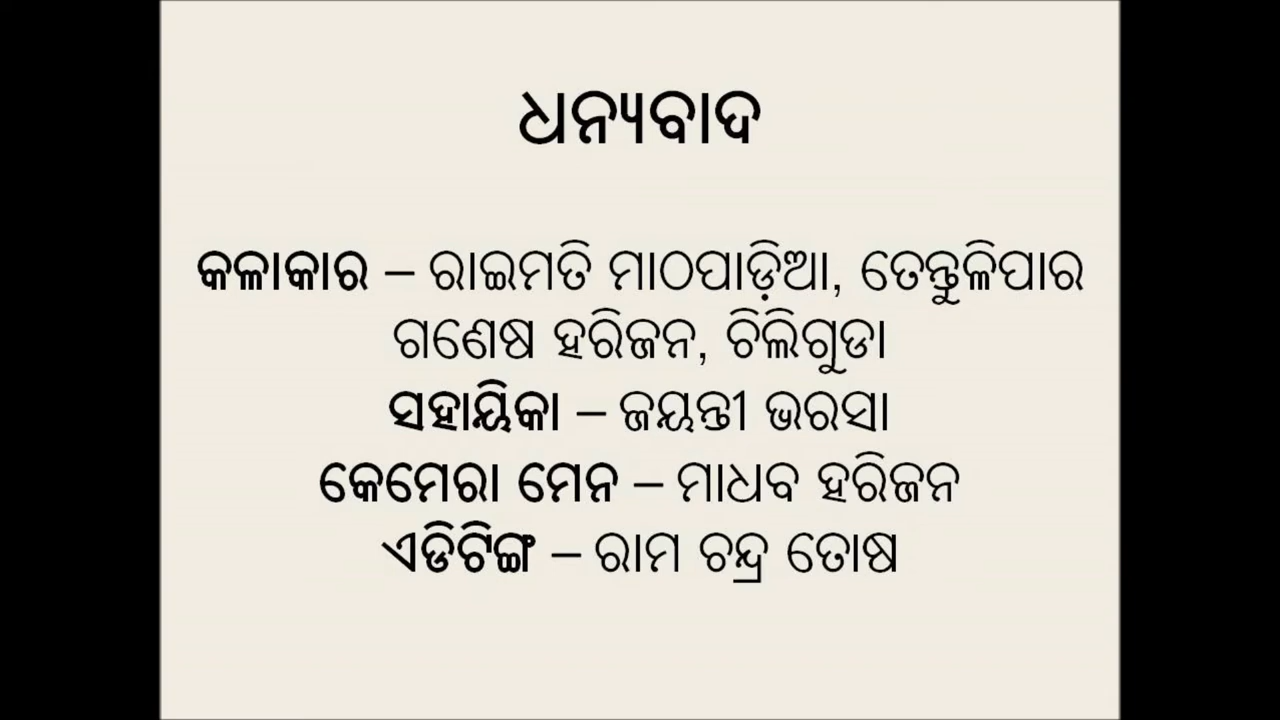 ଧନ୍ୟବାଦ
କଳାକାର – ରାଇମତି ମାଠପାଡ଼ିଆ, ତେନ୍ତୁଳିପାର
ଗଣେଷ ହରିଜନ, ଚିଲିଗୁଡା
ସହାୟିକା – ଜୟନ୍ତୀ ଭରସା
କେମେରା ମେନ – ମାଧବ ହରିଜନ
ଏଡିଟିଙ୍ଗ – ରାମ ଚନ୍ଦ୍ର ତୋଷ